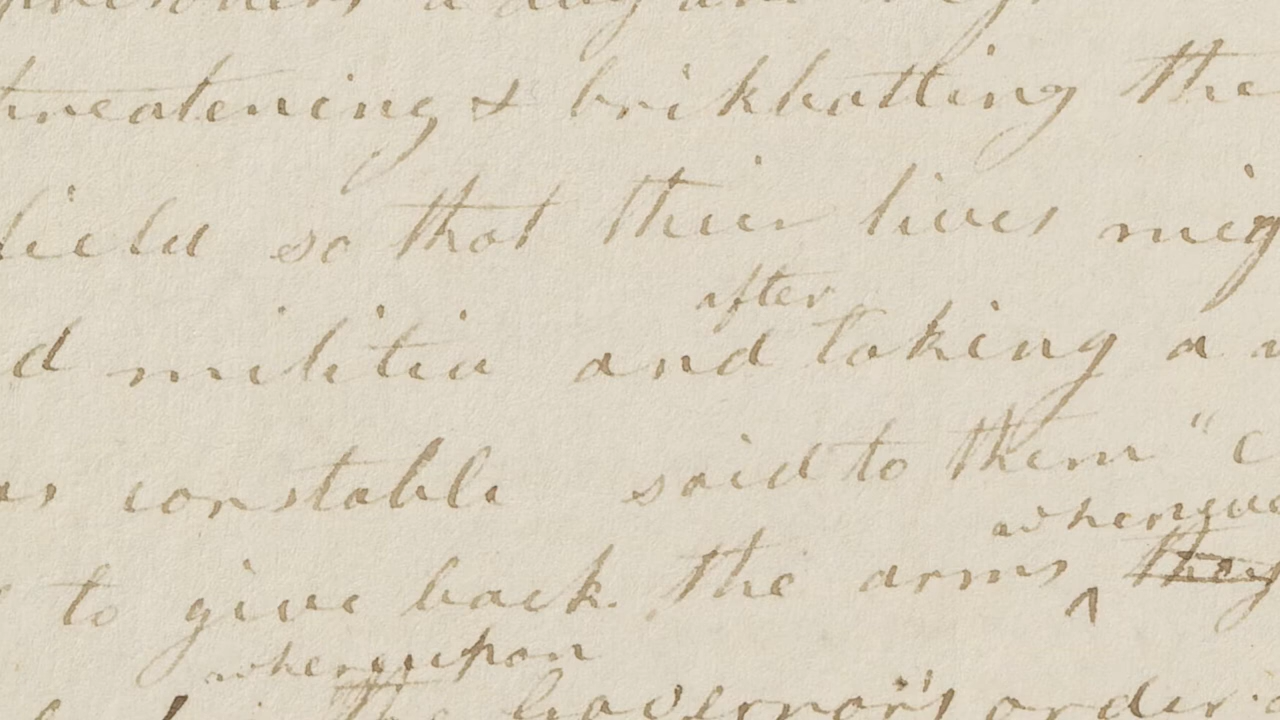 threatening & brikbatting the
field so that their lives
d militia and after taking a
as constable said to them "
to give back the arms they
whereupon
the Governor's order